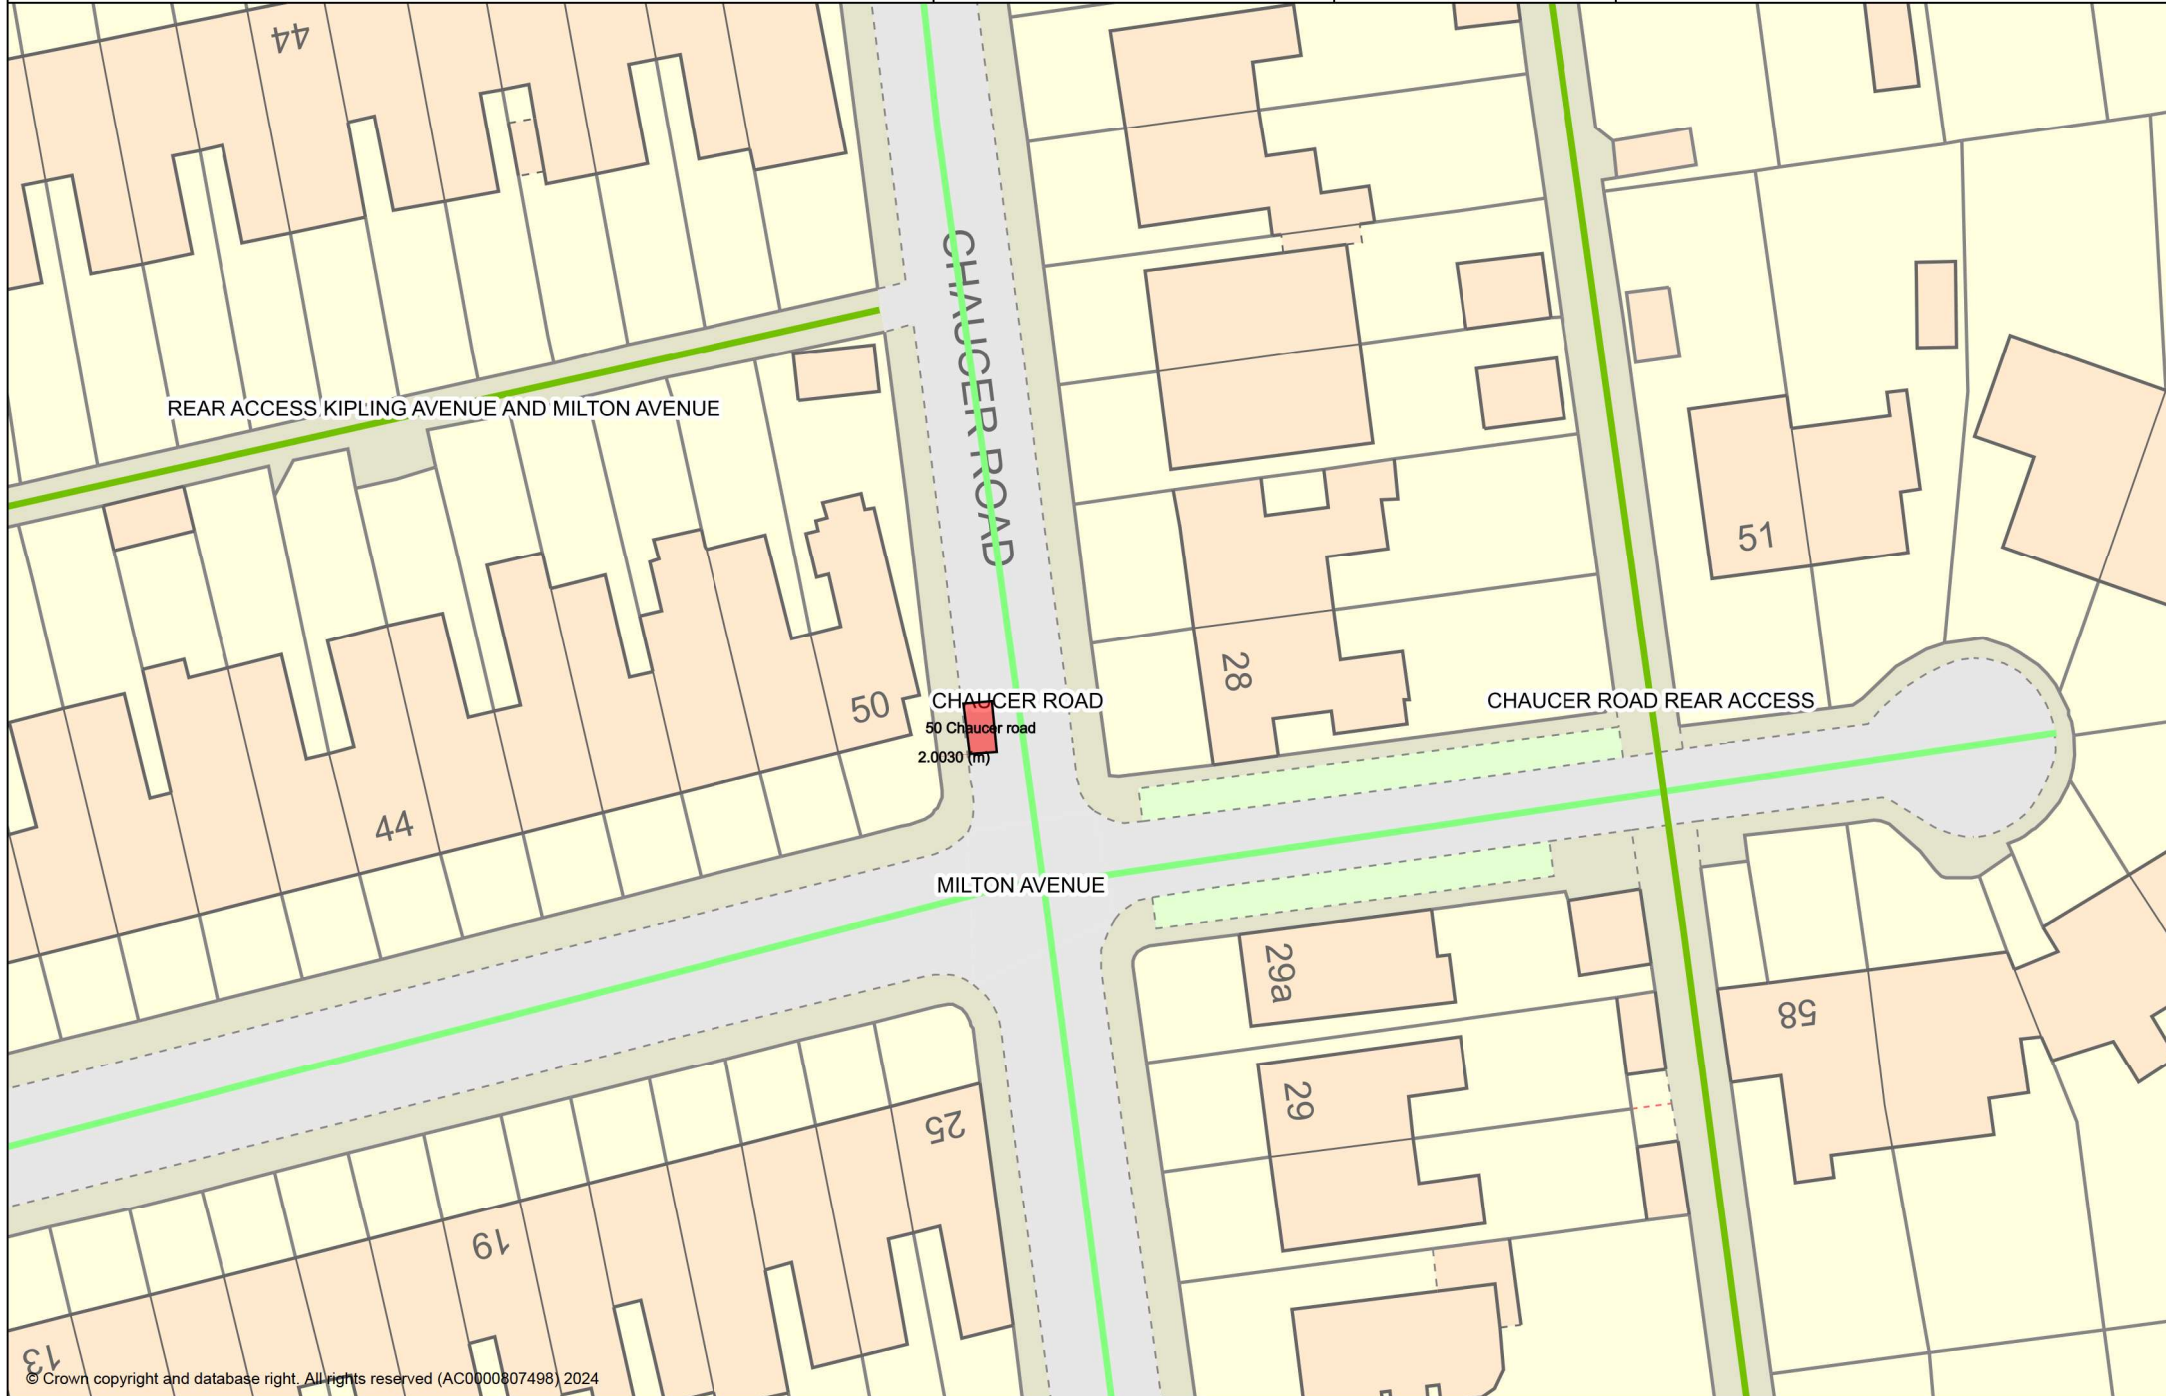 44
CHAUCER ROAD
REAR ACCESS KIPLING AVENUE AND MILTON AVENUE
51
28
50
CHAUCER ROAD
CHAUCER ROAD REAR ACCESS
50 Chaucer road
2.0030 (m)
44
MILTON AVENUE
29a
58
29
25
19
13
© Crown copyright and database right. All rights reserved (AC0000807498) 2024